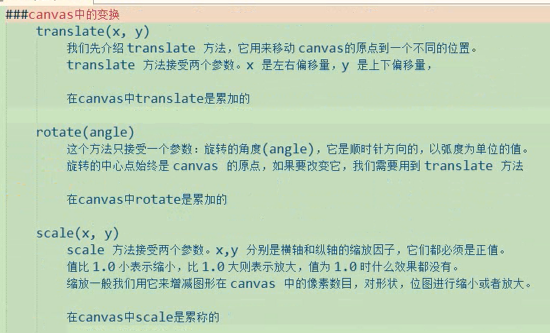 ###canvas中的变换
translate(x, y)
我们先介绍 translate 方法，它用来移动 canvas的原点到一个不同的位置。
translate 方法接受两个参数。x 是左右偏移量，y 是上下偏移量，
在canvas中translate是累加的
rotate(angle)
这个方法只接受一个参数：旋转的角度(angle)，它是顺时针方向的，以弧度为单位的值。
旋转的中心点始终是 canvas 的原点，如果要改变它，我们需要用到 translate 方法
在canvas中rotate是累加的
scale(x, y)
scale 方法接受两个参数。x,y 分别是横轴和纵轴的缩放因子，它们都必须是正值。
值比 1.0 小表示缩小，比 1.0 大则表示放大，值为 1.0 时什么效果都没有。
缩放一般我们用它来增减图形在 canvas 中的像素数目，对形状，位图进行缩小或者放大。
在canvas中scale是累称的